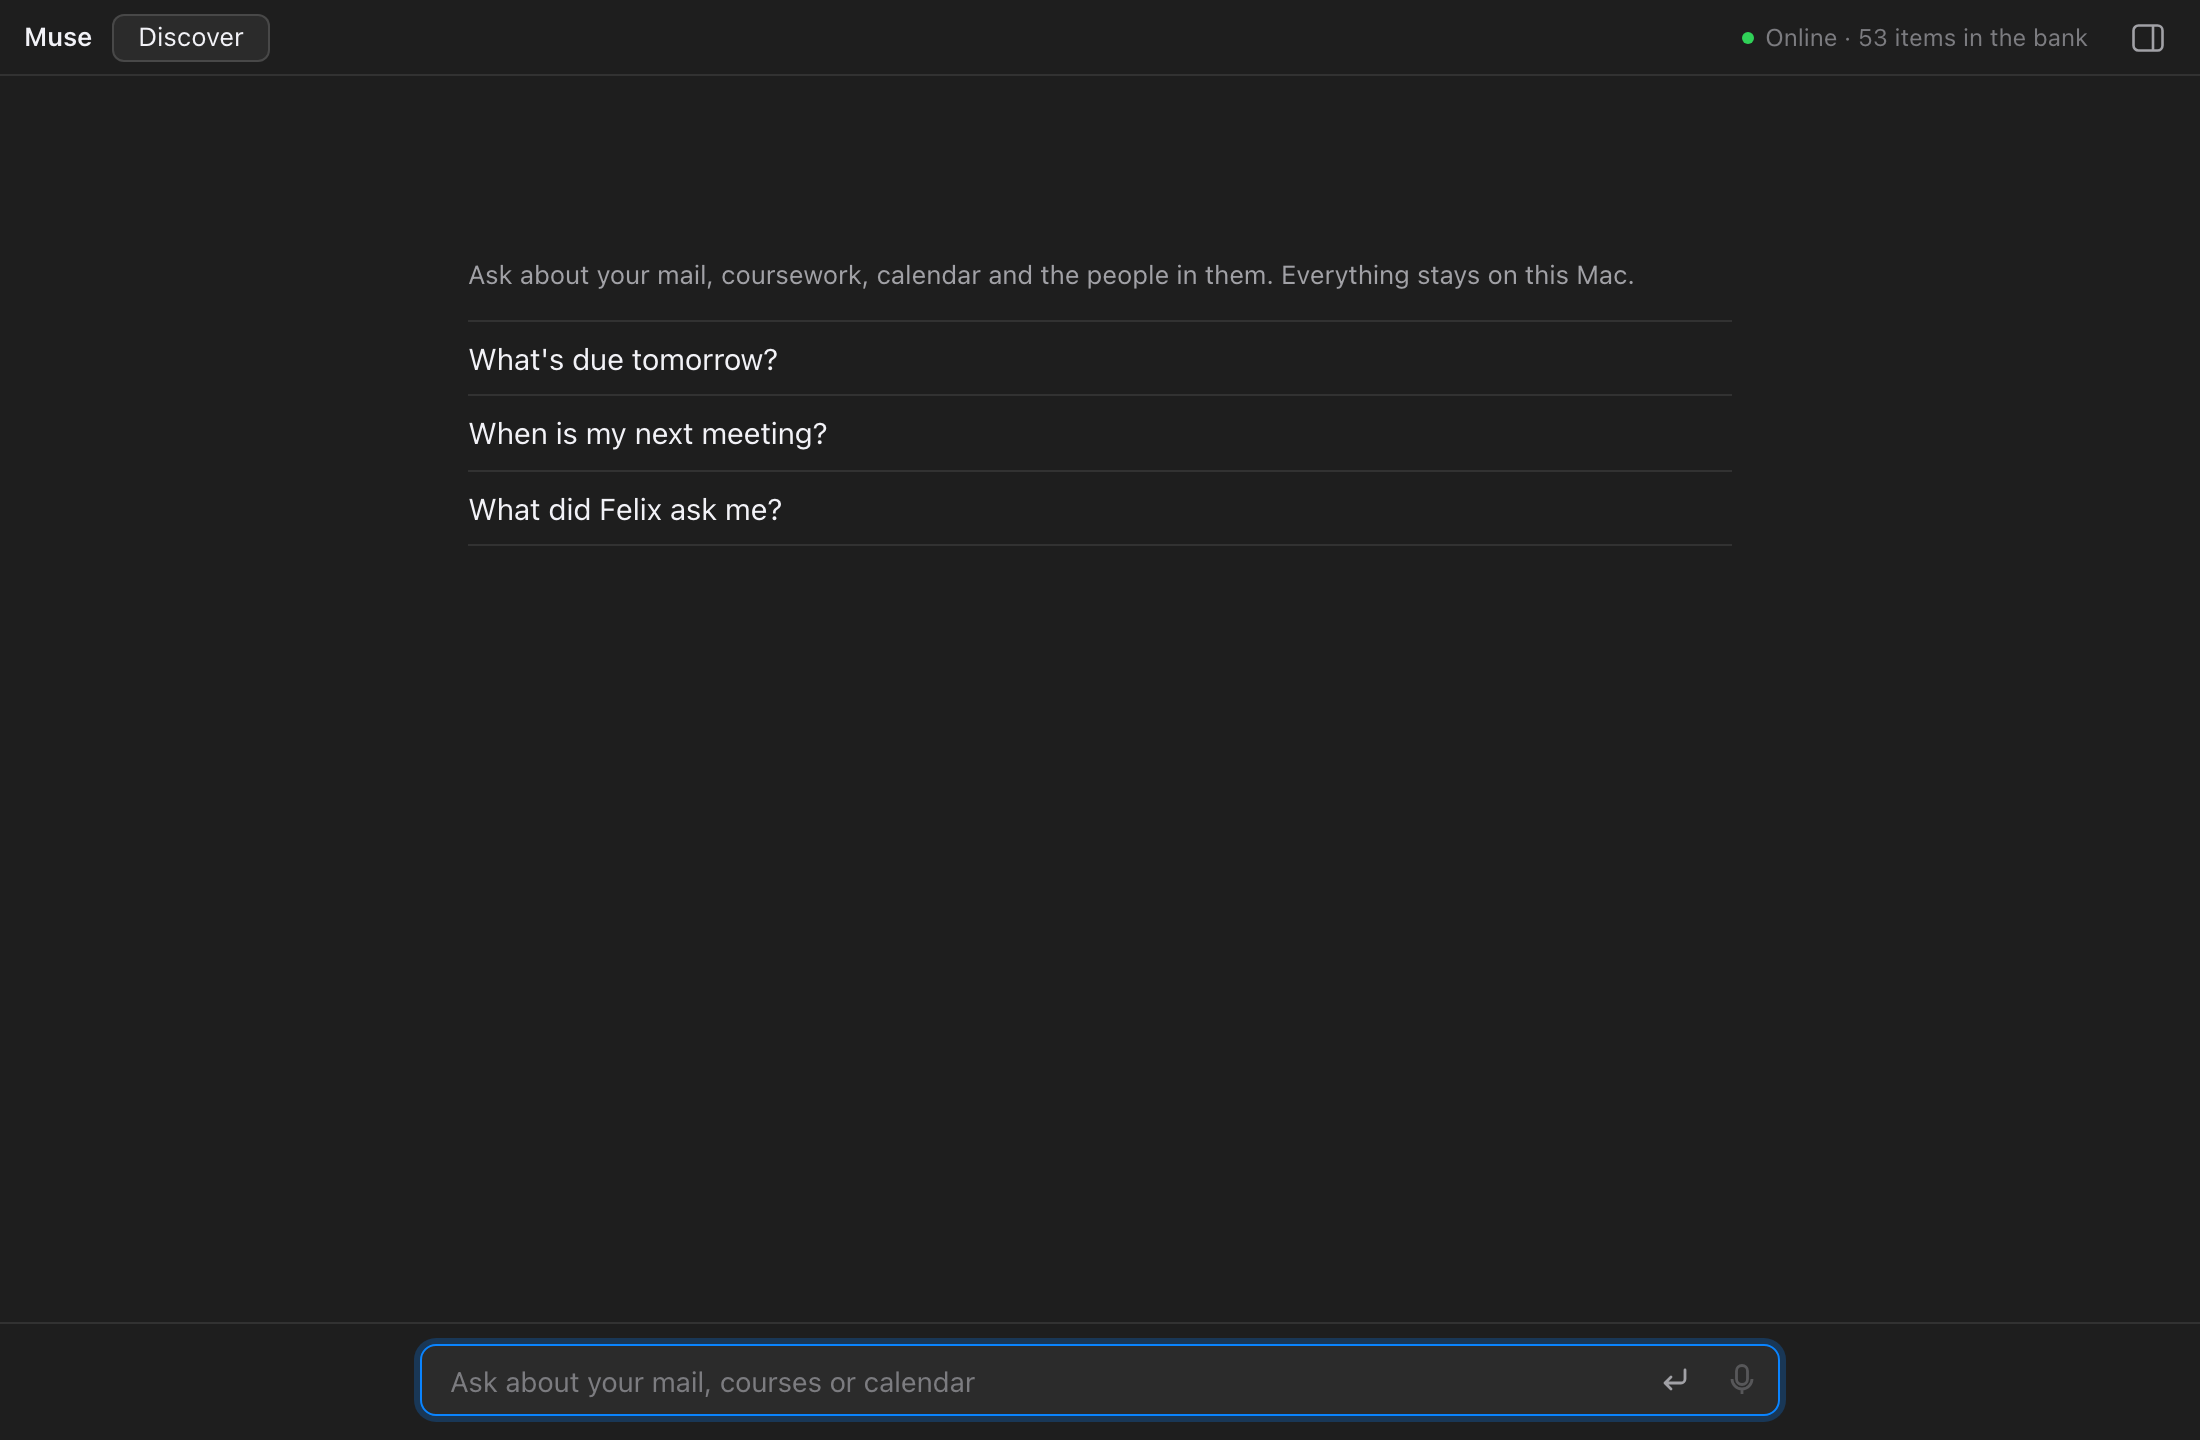 Muse
Discover
Online · 53 items in the bank
Ask about your mail, coursework, calendar and the people in them. Everything stays on this Mac.
What's due tomorrow?
When is my next meeting?
What did Felix ask me?
Ask about your mail, courses or calendar